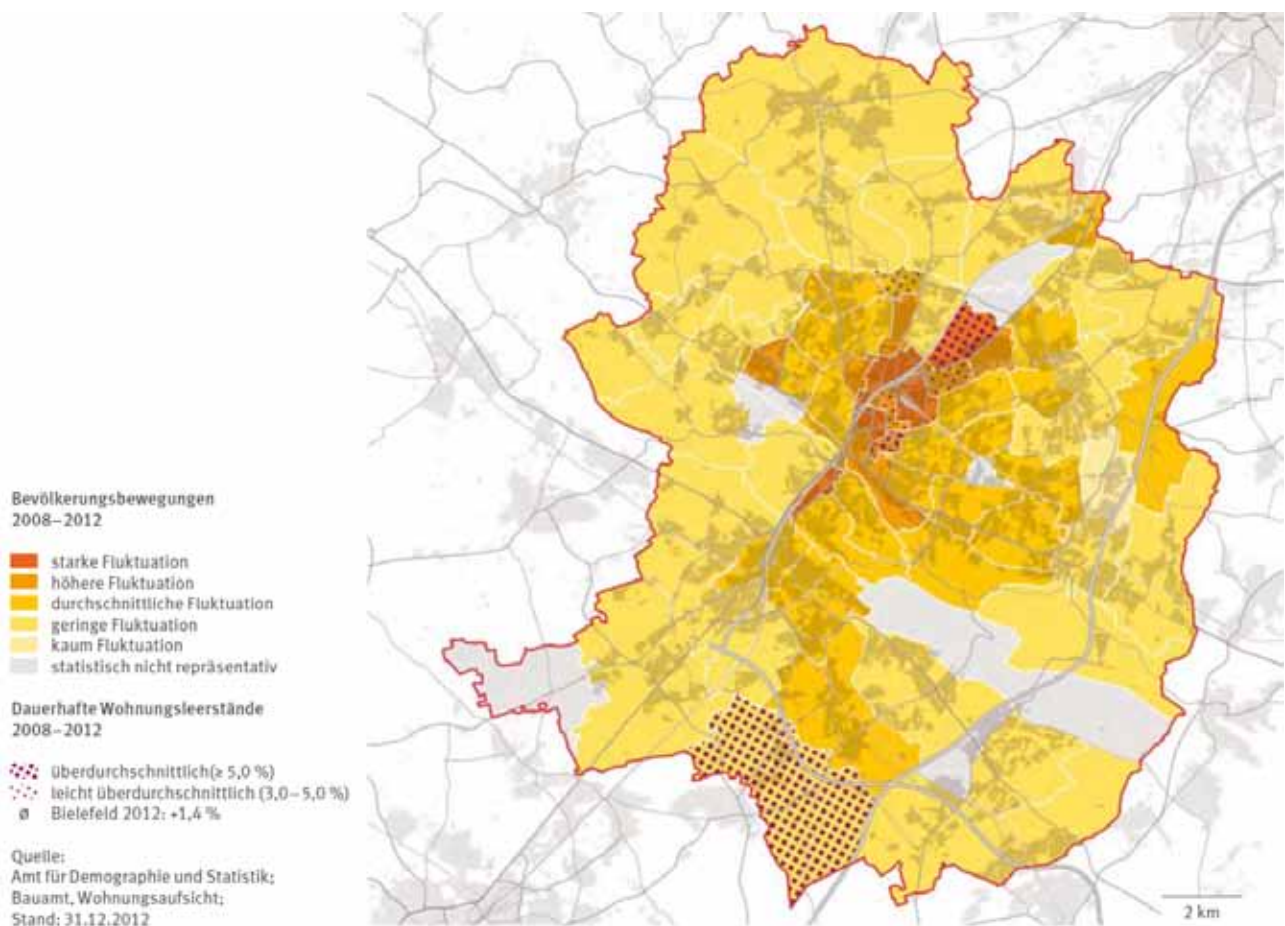 Bevölkerungsbewegungen
2008–2012
starke Fluktuation
höhere Fluktuation
durchschnittliche Fluktuation
geringe Fluktuation
kaum Fluktuation
statistisch nicht repräsentativ
Dauerhafte Wohnungsleerstände
2008–2012
überdurchschnittlich(≥ 5,0 %)
leicht überdurchschnittlich (3,0–5,0 %)
ø Bielefeld 2012: +1,4 %
Quelle:
Amt für Demographie und Statistik;
Bauamt, Wohnungsaufsicht;
Stand: 31.12.2012
2 km